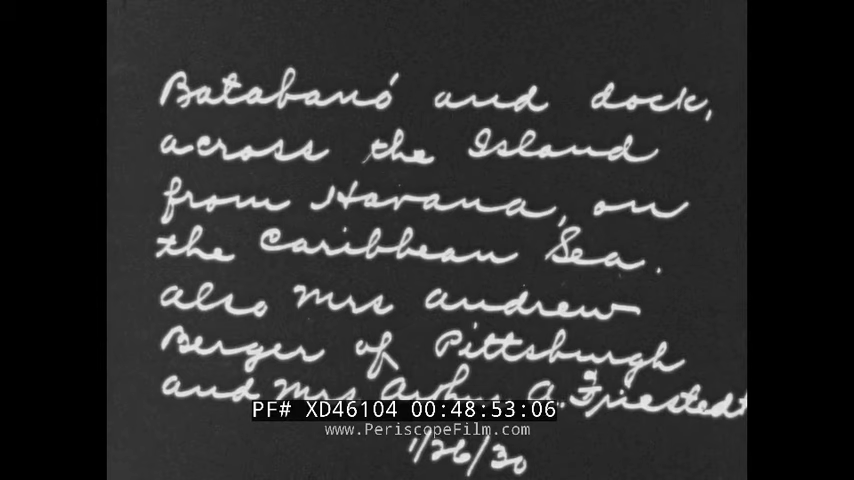 Batabanó and dock,
across the Island
from Havana, on
the Caribbean Sea.
also Mrs Andrew
Berger of Pittsburgh
and Mrs A. Friestedt
PF# XD46104 00:48:53:06
www.PeriscopeFilm.com
1/26/30